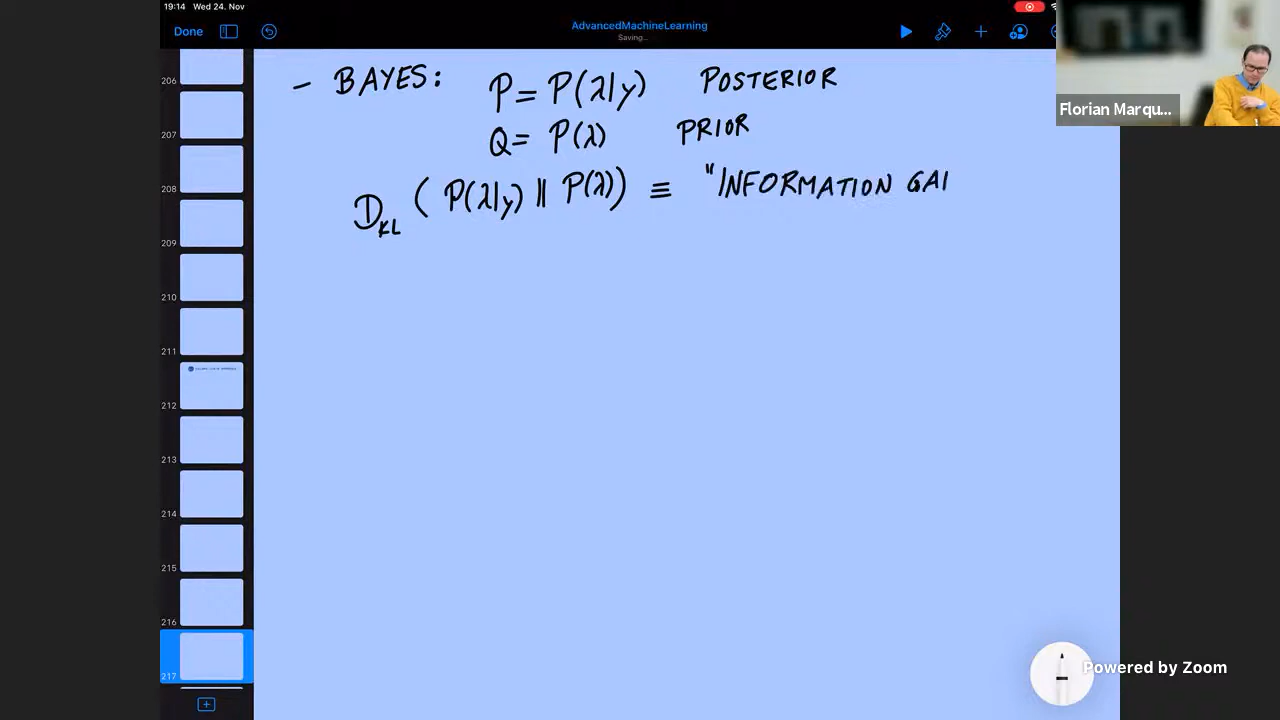 19:14 Wed 24. Nov
Done
AdvancedMachineLearning
Saving...
Florian Marqu...
206
207
208
209
210
211
212
213
214
215
216
217
– BAYES: P = P(λ|y) POSTERIOR
Q = P(λ) PRIOR
D_KL ( P(λ|y) || P(λ)) ≡ "INFORMATION GAI
Powered by Zoom